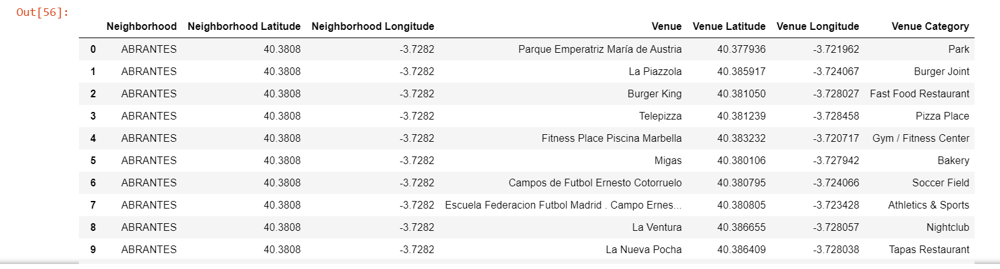 Out[56]:
Neighborhood Neighborhood Latitude Neighborhood Longitude Venue Venue Latitude Venue Longitude Venue Category
0 ABRANTES 40.3808 -3.7282 Parque Emperatriz María de Austria 40.377936 -3.721962 Park
1 ABRANTES 40.3808 -3.7282 La Piazzola 40.385917 -3.724067 Burger Joint
2 ABRANTES 40.3808 -3.7282 Burger King 40.381050 -3.728027 Fast Food Restaurant
3 ABRANTES 40.3808 -3.7282 Telepizza 40.381239 -3.728458 Pizza Place
4 ABRANTES 40.3808 -3.7282 Fitness Place Piscina Marbella 40.383232 -3.720717 Gym / Fitness Center
5 ABRANTES 40.3808 -3.7282 Migas 40.380106 -3.727942 Bakery
6 ABRANTES 40.3808 -3.7282 Campos de Futbol Ernesto Cotorruelo 40.380795 -3.724066 Soccer Field
7 ABRANTES 40.3808 -3.7282 Escuela Federacion Futbol Madrid . Campo Ernes... 40.380805 -3.723428 Athletics & Sports
8 ABRANTES 40.3808 -3.7282 La Ventura 40.386655 -3.728057 Nightclub
9 ABRANTES 40.3808 -3.7282 La Nueva Pocha 40.386409 -3.728038 Tapas Restaurant